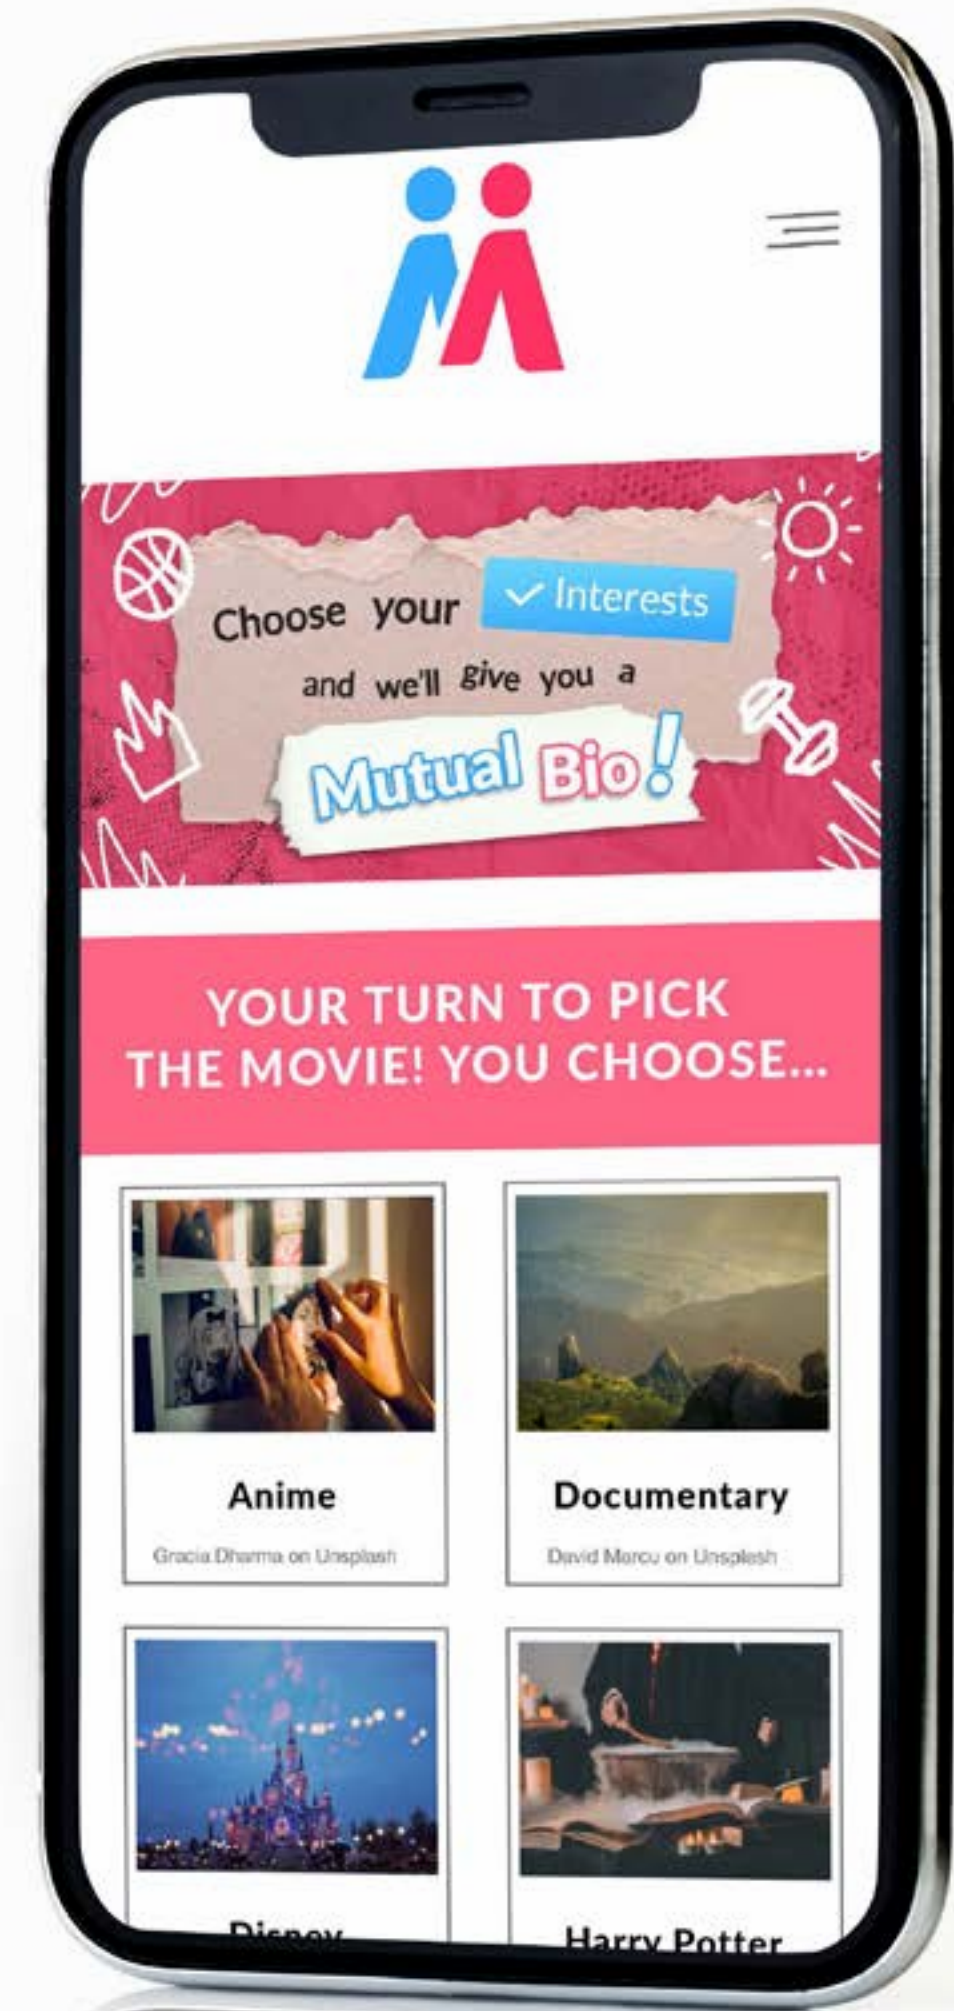 Choose your ✓ Interests
and we'll give you a
Mutual Bio!
YOUR TURN TO PICK
THE MOVIE! YOU CHOOSE...
Anime
Documentary
Gracia Dharma on Unsplash
David Marcu on Unsplash
Disney
Harry Potter